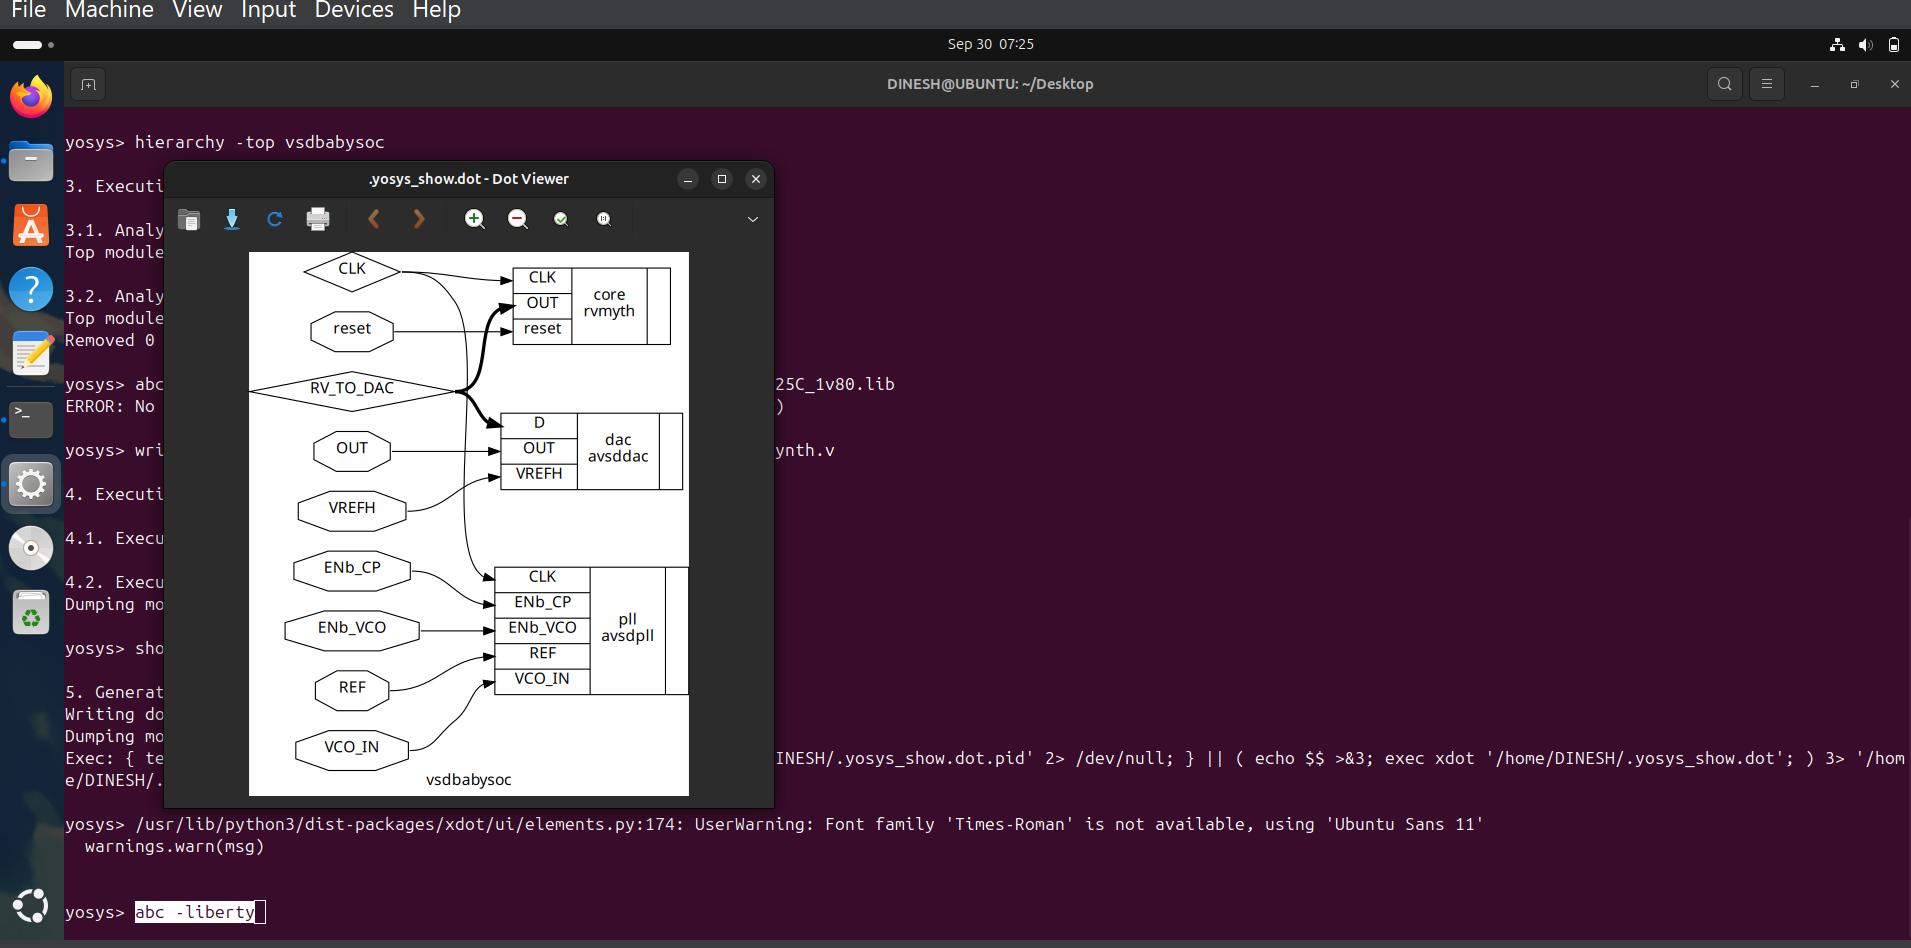 File Machine View Input Devices Help
Sep 30 07:25
DINESH@UBUNTU: ~/Desktop
yosys> hierarchy -top vsdbabysoc
.yosys_show.dot - Dot Viewer
3. Executi
3.1. Analy
Top module
3.2. Analy
Top module
Removed 0
yosys> abc 25C_1v80.lib
ERROR: No )
yosys> wri ynth.v
4. Executi
4.1. Execu
4.2. Execu
Dumping mo
yosys> sho
5. Generat
Writing do
Dumping mo
Exec: { te INESH/.yosys_show.dot.pid' 2> /dev/null; } || ( echo $$ >&3; exec xdot '/home/DINESH/.yosys_show.dot'; ) 3> '/hom
e/DINESH/.
CLK
reset
RV_TO_DAC
OUT
VREFH
ENb_CP
ENb_VCO
REF
VCO_IN
CLK
OUT
reset
core
rvmyth
D
OUT
VREFH
dac
avsddac
CLK
ENb_CP
ENb_VCO
REF
VCO_IN
pll
avsdpll
vsdbabysoc
yosys> /usr/lib/python3/dist-packages/xdot/ui/elements.py:174: UserWarning: Font family 'Times-Roman' is not available, using 'Ubuntu Sans 11'
warnings.warn(msg)
yosys> abc -liberty